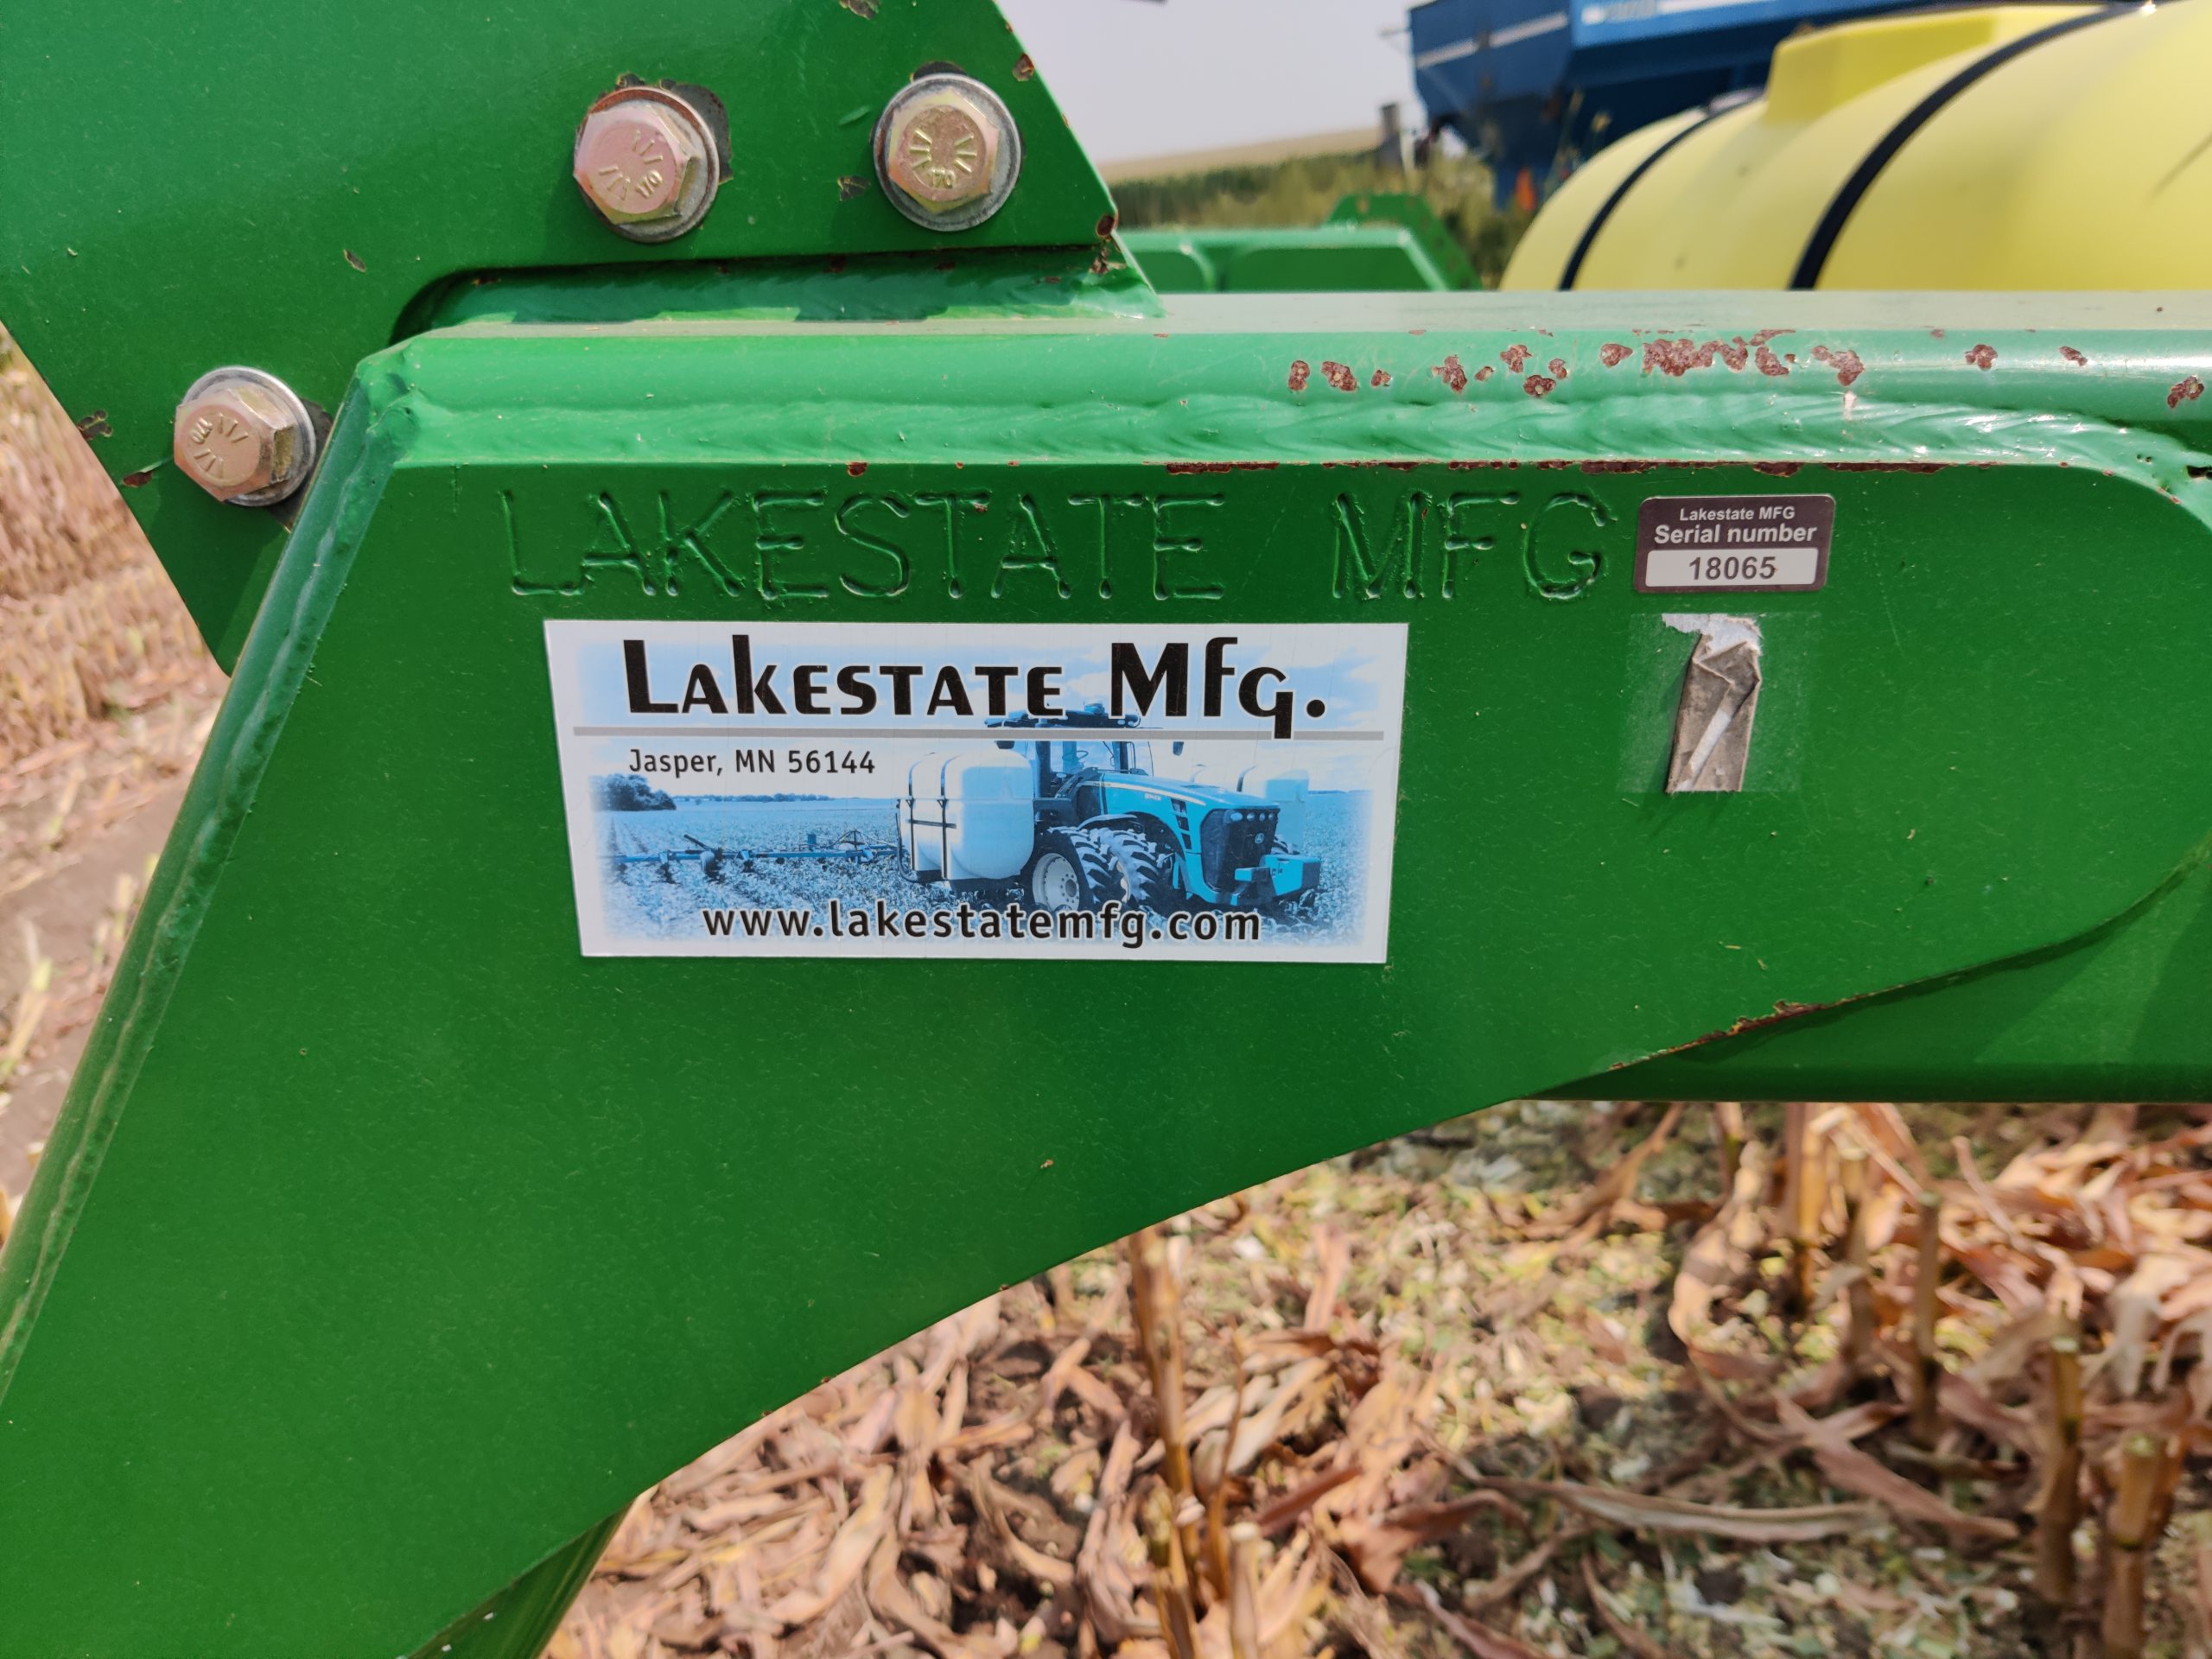 LAKESTATE MFG
Lakestate MFG
Serial number
18065
Lakestate Mfg.
Jasper, MN 56144
www.lakestatemfg.com